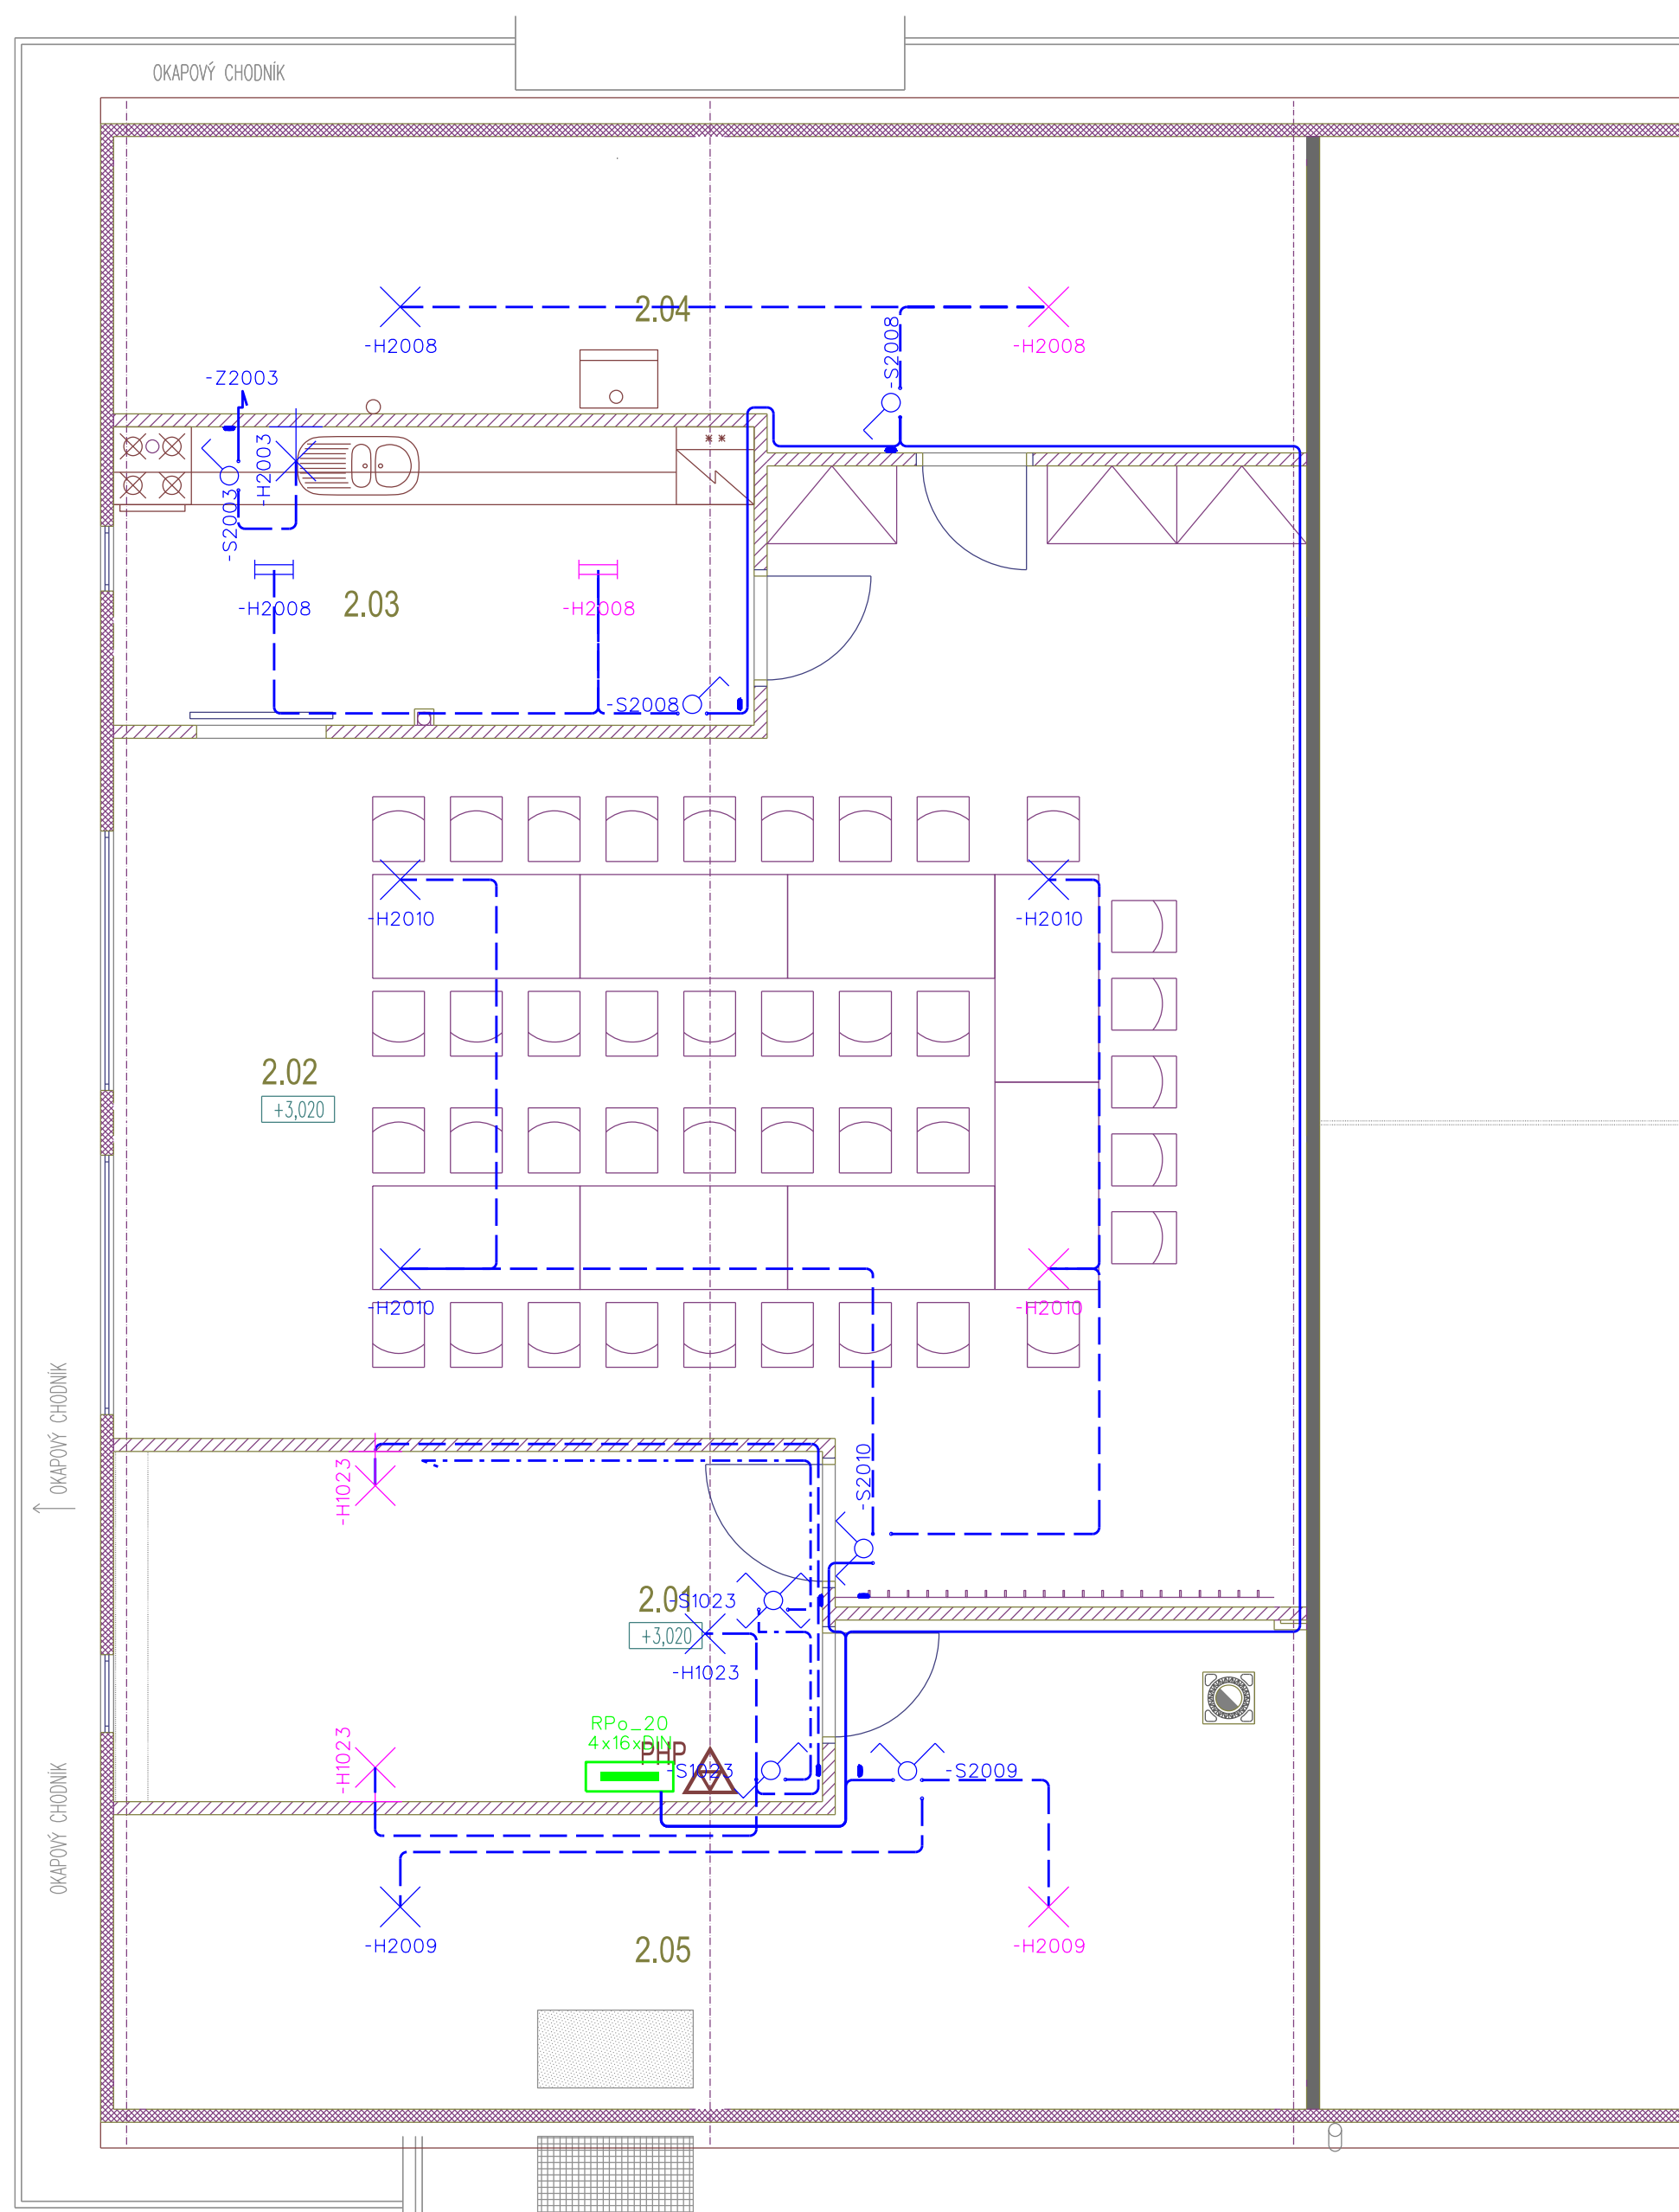 OKAPOVÝ CHODNÍK
2.04
-H2008
-S2008
-H2008
-Z2003
-H2003
-S2003
-H2008
2.03
-H2008
-S2008
-H2010
-H2010
2.02
+3,020
-H2010
-H2010
OKAPOVÝ CHODNÍK
-H1023
-S2010
2.01
-S1023
+3,020
-H1023
RPo_20
4x16xDIN
PHP
-H1023
-S1023
-S2009
OKAPOVÝ CHODNÍK
-H2009
2.05
-H2009